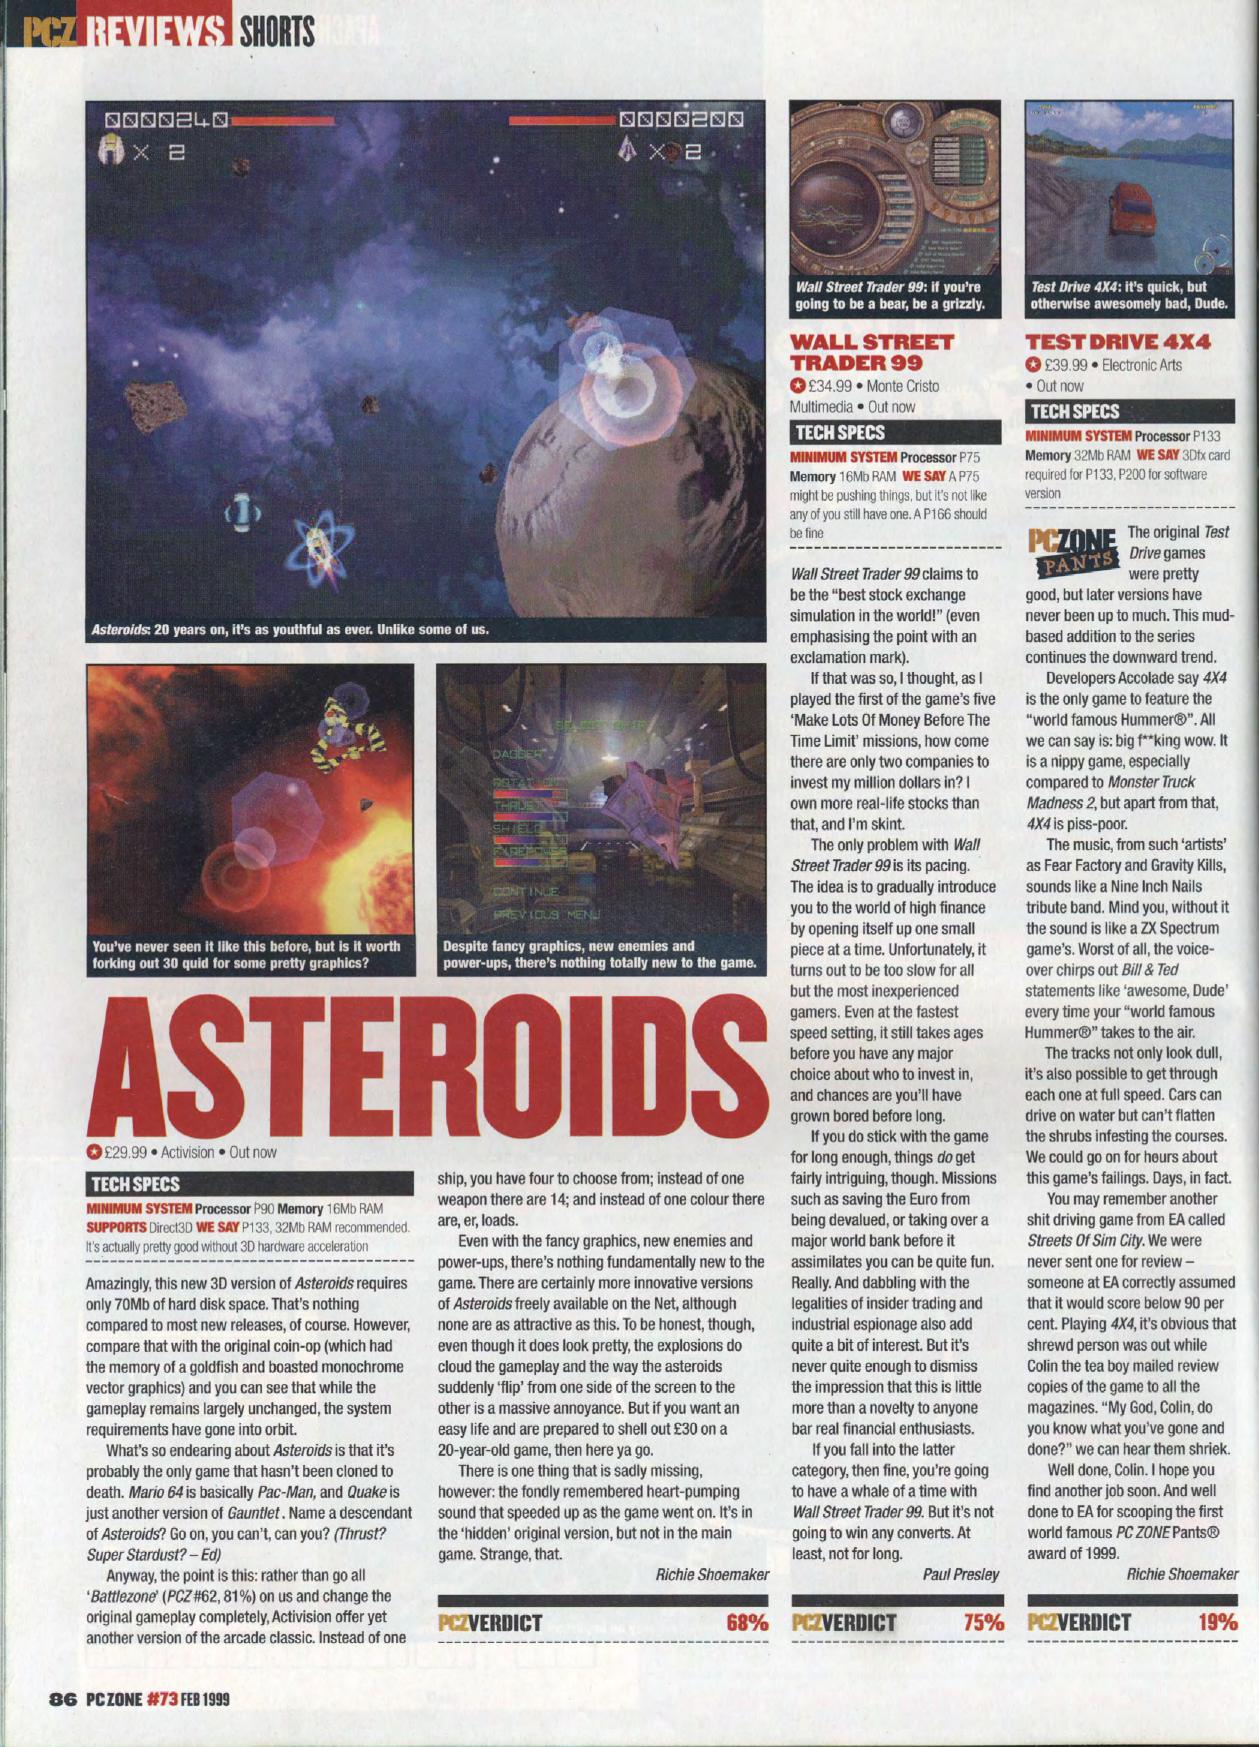 PCZ REVIEWS SHORTS
0000240
0000200
X 2
X 2
Asteroids: 20 years on, it's as youthful as ever. Unlike some of us.
DAGGER
ROTATION
THRUST
SHIELD
FIREPOWER
CONTINUE
PREVIOUS MENU
You've never seen it like this before, but is it worth
forking out 30 quid for some pretty graphics?
Despite fancy graphics, new enemies and
power-ups, there's nothing totally new to the game.
ASTEROIDS
£29.99 • Activision • Out now
TECH SPECS
MINIMUM SYSTEM Processor P90 Memory 16Mb RAM
SUPPORTS Direct3D WE SAY P133, 32Mb RAM recommended.
It's actually pretty good without 3D hardware acceleration
Amazingly, this new 3D version of Asteroids requires
only 70Mb of hard disk space. That's nothing
compared to most new releases, of course. However,
compare that with the original coin-op (which had
the memory of a goldfish and boasted monochrome
vector graphics) and you can see that while the
gameplay remains largely unchanged, the system
requirements have gone into orbit.
What's so endearing about Asteroids is that it's
probably the only game that hasn't been cloned to
death. Mario 64 is basically Pac-Man, and Quake is
just another version of Gauntlet. Name a descendant
of Asteroids? Go on, you can't, can you? (Thrust?
Super Stardust? – Ed)
Anyway, the point is this: rather than go all
'Battlezone' (PCZ #62, 81%) on us and change the
original gameplay completely, Activision offer yet
another version of the arcade classic. Instead of one
ship, you have four to choose from; instead of one
weapon there are 14; and instead of one colour there
are, er, loads.
Even with the fancy graphics, new enemies and
power-ups, there's nothing fundamentally new to the
game. There are certainly more innovative versions
of Asteroids freely available on the Net, although
none are as attractive as this. To be honest, though,
even though it does look pretty, the explosions do
cloud the gameplay and the way the asteroids
suddenly 'flip' from one side of the screen to the
other is a massive annoyance. But if you want an
easy life and are prepared to shell out £30 on a
20-year-old game, then here ya go.
There is one thing that is sadly missing,
however: the fondly remembered heart-pumping
sound that speeded up as the game went on. It's in
the 'hidden' original version, but not in the main
game. Strange, that.
Richie Shoemaker
PCZVERDICT 68%
Wall Street Trader 99: if you're
going to be a bear, be a grizzly.
WALL STREET
TRADER 99
£34.99 • Monte Cristo
Multimedia • Out now
TECH SPECS
MINIMUM SYSTEM Processor P75
Memory 16Mb RAM WE SAY A P75
might be pushing things, but it's not like
any of you still have one. A P166 should
be fine
Wall Street Trader 99 claims to
be the "best stock exchange
simulation in the world!" (even
emphasising the point with an
exclamation mark).
If that was so, I thought, as I
played the first of the game's five
'Make Lots Of Money Before The
Time Limit' missions, how come
there are only two companies to
invest my million dollars in? I
own more real-life stocks than
that, and I'm skint.
The only problem with Wall
Street Trader 99 is its pacing.
The idea is to gradually introduce
you to the world of high finance
by opening itself up one small
piece at a time. Unfortunately, it
turns out to be too slow for all
but the most inexperienced
gamers. Even at the fastest
speed setting, it still takes ages
before you have any major
choice about who to invest in,
and chances are you'll have
grown bored before long.
If you do stick with the game
for long enough, things do get
fairly intriguing, though. Missions
such as saving the Euro from
being devalued, or taking over a
major world bank before it
assimilates you can be quite fun.
Really. And dabbling with the
legalities of insider trading and
industrial espionage also add
quite a bit of interest. But it's
never quite enough to dismiss
the impression that this is little
more than a novelty to anyone
bar real financial enthusiasts.
If you fall into the latter
category, then fine, you're going
to have a whale of a time with
Wall Street Trader 99. But it's not
going to win any converts. At
least, not for long.
Paul Presley
PCZVERDICT 75%
Test Drive 4X4: it's quick, but
otherwise awesomely bad, Dude.
TEST DRIVE 4X4
£39.99 • Electronic Arts
• Out now
TECH SPECS
MINIMUM SYSTEM Processor P133
Memory 32Mb RAM WE SAY 3Dfx card
required for P133, P200 for software
version
PCZONE
PANTS
The original Test
Drive games
were pretty
good, but later versions have
never been up to much. This mud-
based addition to the series
continues the downward trend.
Developers Accolade say 4X4
is the only game to feature the
"world famous Hummer®". All
we can say is: big f**king wow. It
is a nippy game, especially
compared to Monster Truck
Madness 2, but apart from that,
4X4 is piss-poor.
The music, from such 'artists'
as Fear Factory and Gravity Kills,
sounds like a Nine Inch Nails
tribute band. Mind you, without it
the sound is like a ZX Spectrum
game's. Worst of all, the voice-
over chirps out Bill & Ted
statements like 'awesome, Dude'
every time your "world famous
Hummer®" takes to the air.
The tracks not only look dull,
it's also possible to get through
each one at full speed. Cars can
drive on water but can't flatten
the shrubs infesting the courses.
We could go on for hours about
this game's failings. Days, in fact.
You may remember another
shit driving game from EA called
Streets Of Sim City. We were
never sent one for review –
someone at EA correctly assumed
that it would score below 90 per
cent. Playing 4X4, it's obvious that
shrewd person was out while
Colin the tea boy mailed review
copies of the game to all the
magazines. "My God, Colin, do
you know what you've gone and
done?" we can hear them shriek.
Well done, Colin. I hope you
find another job soon. And well
done to EA for scooping the first
world famous PC ZONE Pants®
award of 1999.
Richie Shoemaker
PCZVERDICT 19%
86 PC ZONE #73 FEB 1999